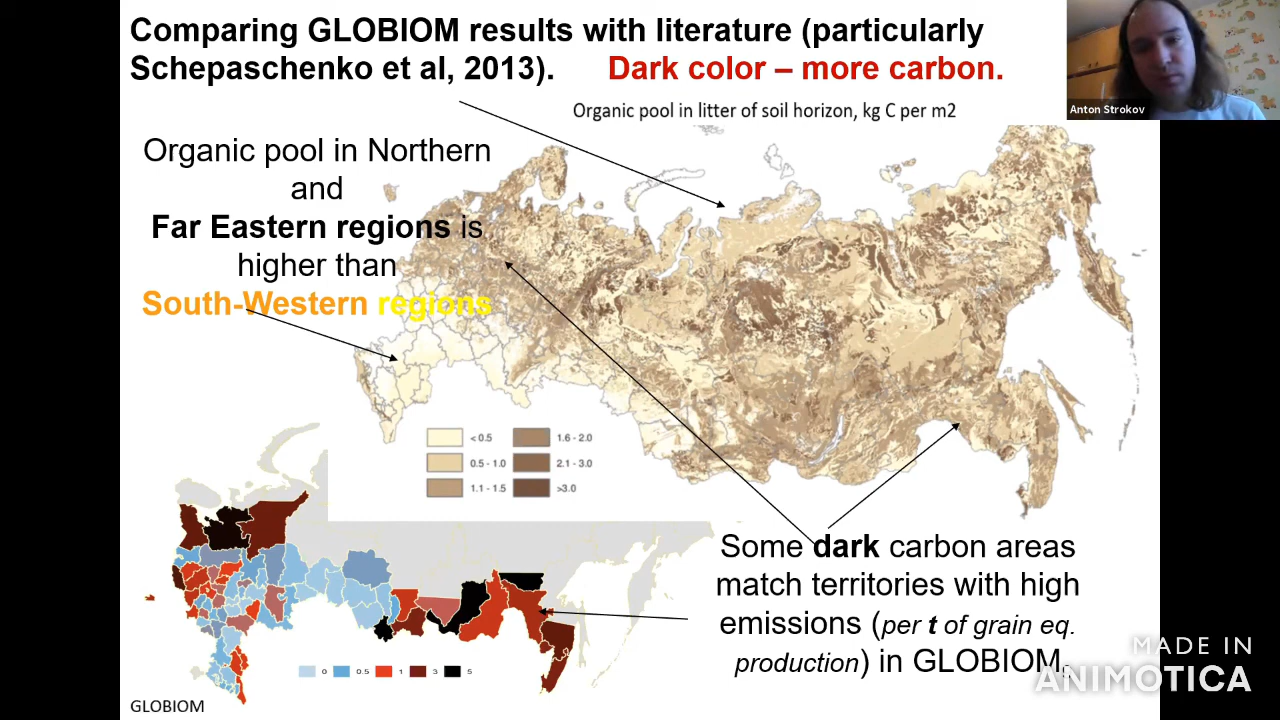 Comparing GLOBIOM results with literature (particularly
Schepaschenko et al, 2013). Dark color – more carbon.
Anton Strokov
Organic pool in litter of soil horizon, kg C per m2
Organic pool in Northern
and
Far Eastern regions is
higher than
South-Western regions
< 0.5
1.6 - 2.0
0.5 - 1.0
2.1 - 3.0
1.1 - 1.5
>3.0
Some dark carbon areas
match territories with high
emissions (per t of grain eq.
production) in GLOBIOM
0 0.5 1 3 5
GLOBIOM
MADE IN
ANIMOTICA